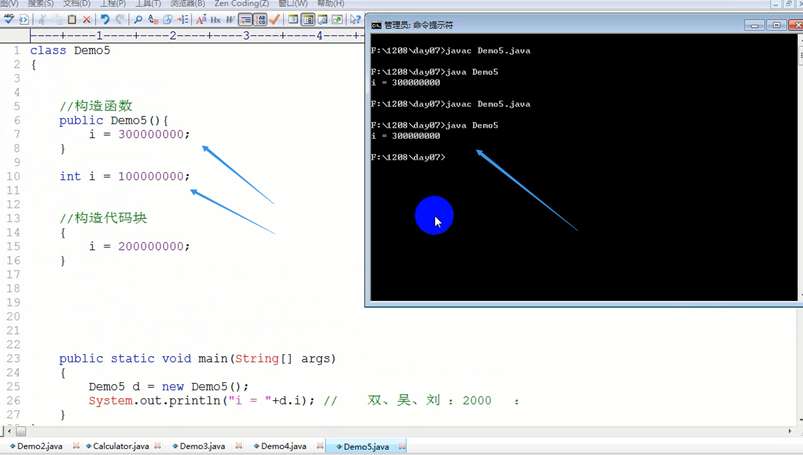 图(V) 搜索(S) 文档(D) 工程(P) 工具(T) 浏览器(B) Zen Coding(Z) 窗口(W) 帮助(H)
----+----1----+----2----+----3----+----4----+
1 class Demo5
2 {
3
4
5 //构造函数
6 public Demo5(){
7 i = 300000000;
8 }
9
10 int i = 100000000;
11
12
13 //构造代码块
14 {
15 i = 200000000;
16 }
17
18
19
20
21
22
23 public static void main(String[] args)
24 {
25 Demo5 d = new Demo5();
26 System.out.println("i = "+d.i); // 双、吴、刘 : 2000 :
27 }
管理员: 命令提示符
F:\1208\day07>javac Demo5.java
F:\1208\day07>java Demo5
i = 300000000
F:\1208\day07>javac Demo5.java
F:\1208\day07>java Demo5
i = 300000000
F:\1208\day07>
Demo2.java Calculator.java Demo3.java Demo4.java Demo5.java